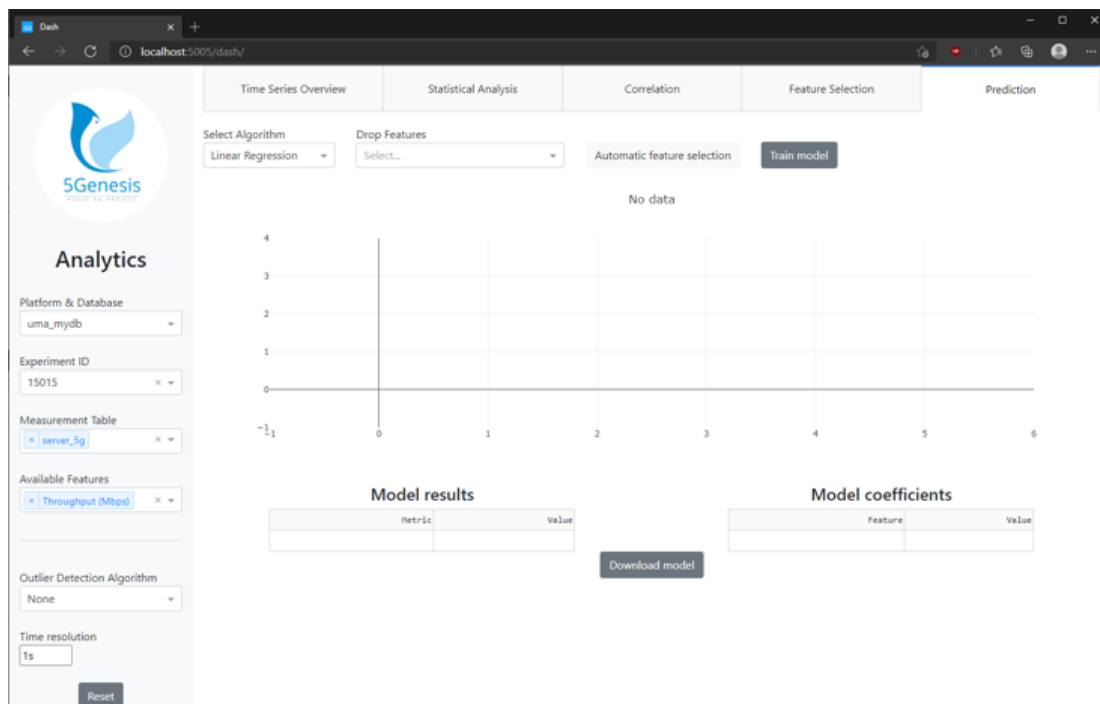 Dash
localhost:5005/dash/
5Genesis
Analytics
Platform & Database
uma_mydb
Experiment ID
15015
Measurement Table
× server_5g
Available Features
× Throughput (Mbps)
Outlier Detection Algorithm
None
Time resolution
1s
Reset
Time Series Overview Statistical Analysis Correlation Feature Selection Prediction
Select Algorithm Drop Features
Linear Regression Select... Automatic feature selection Train model
No data
4
3
2
1
0
−1
−1 0 1 2 3 4 5 6
Model results Model coefficients
Metric Value Feature Value
Download model